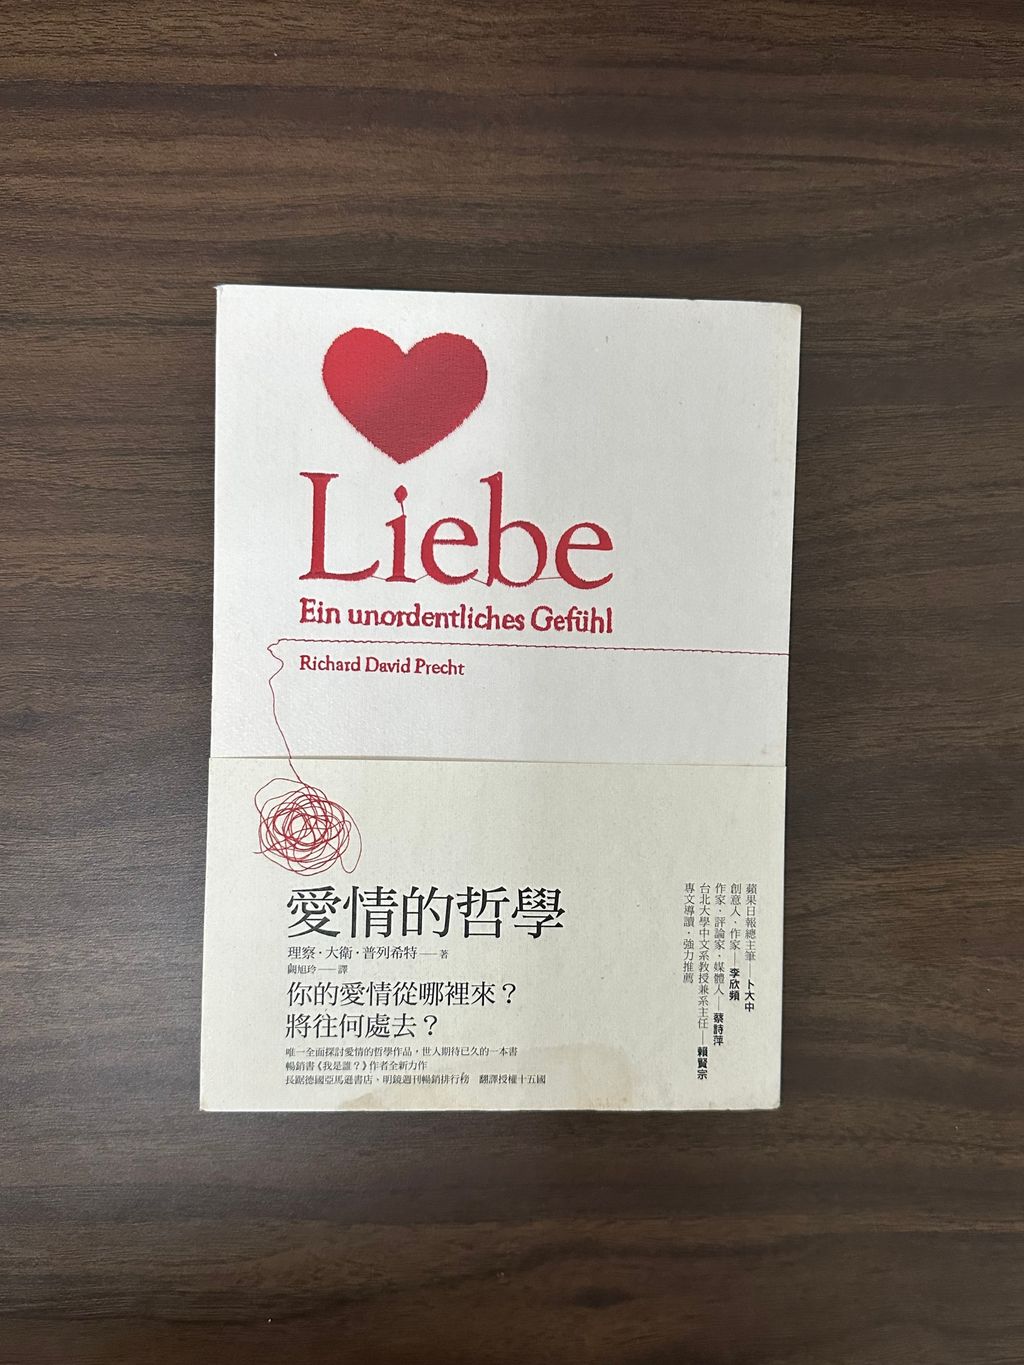 Liebe
Ein unordentliches Gefühl
Richard David Precht
愛情的哲學
理察·大衛·普列希特——著
闕旭玲——譯
你的愛情從哪裡來？
將往何處去？
唯一全面探討愛情的哲學作品，世人期待已久的一本書
暢銷書《我是誰？》作者全新力作
長踞德國亞馬遜書店、明鏡週刊暢銷排行榜　翻譯授權十五國
蘋果日報總主筆——卜大中
創意人、作家——李欣頻
作家，評論家，媒體人——蔡詩萍
台北大學中文系教授兼系主任——賴賢宗
專文導讀·強力推薦